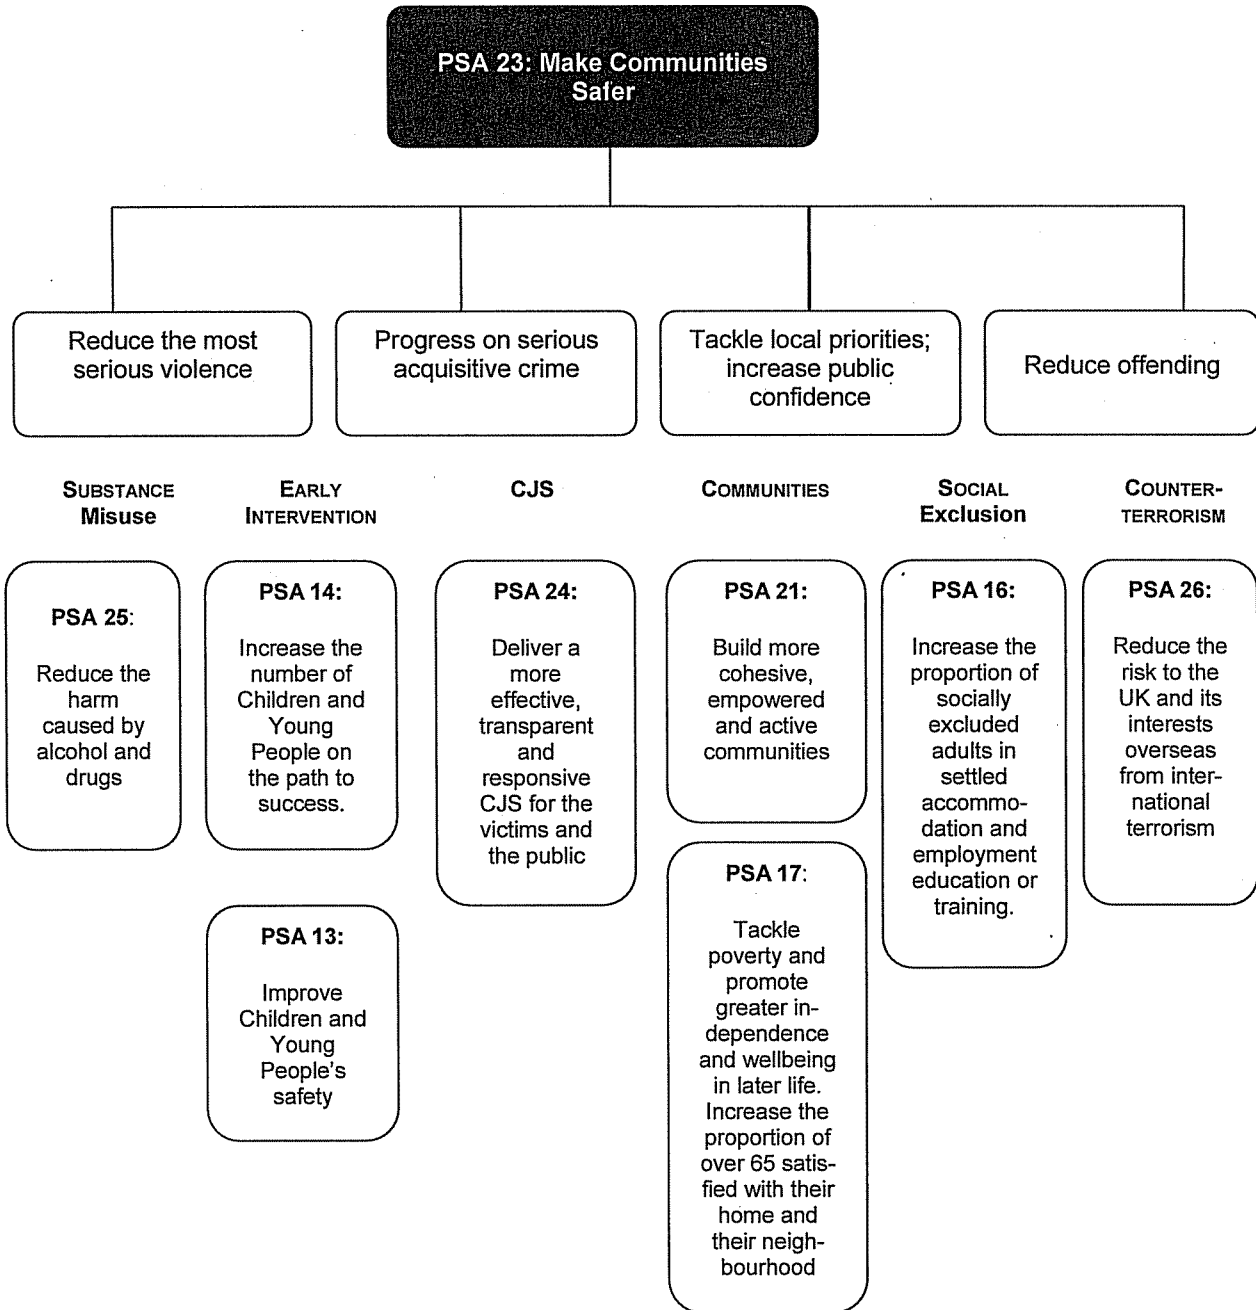 PSA 23: Make Communities
Safer
Reduce the most
serious violence
Progress on serious
acquisitive crime
Tackle local priorities;
increase public
confidence
Reduce offending
SUBSTANCE
Misuse
EARLY
INTERVENTION
CJS
COMMUNITIES
SOCIAL
Exclusion
COUNTER-
TERRORISM
PSA 25:
Reduce the
harm
caused by
alcohol and
drugs
PSA 14:
Increase the
number of
Children and
Young
People on
the path to
success.
PSA 13:
Improve
Children and
Young
People's
safety
PSA 24:
Deliver a
more
effective,
transparent
and
responsive
CJS for the
victims and
the public
PSA 21:
Build more
cohesive,
empowered
and active
communities
PSA 17:
Tackle
poverty and
promote
greater in-
dependence
and wellbeing
in later life.
Increase the
proportion of
over 65 satis-
fied with their
home and
their neigh-
bourhood
PSA 16:
Increase the
proportion of
socially
excluded
adults in
settled
accommo-
dation and
employment
education or
training.
PSA 26:
Reduce the
risk to the
UK and its
interests
overseas
from inter-
national
terrorism